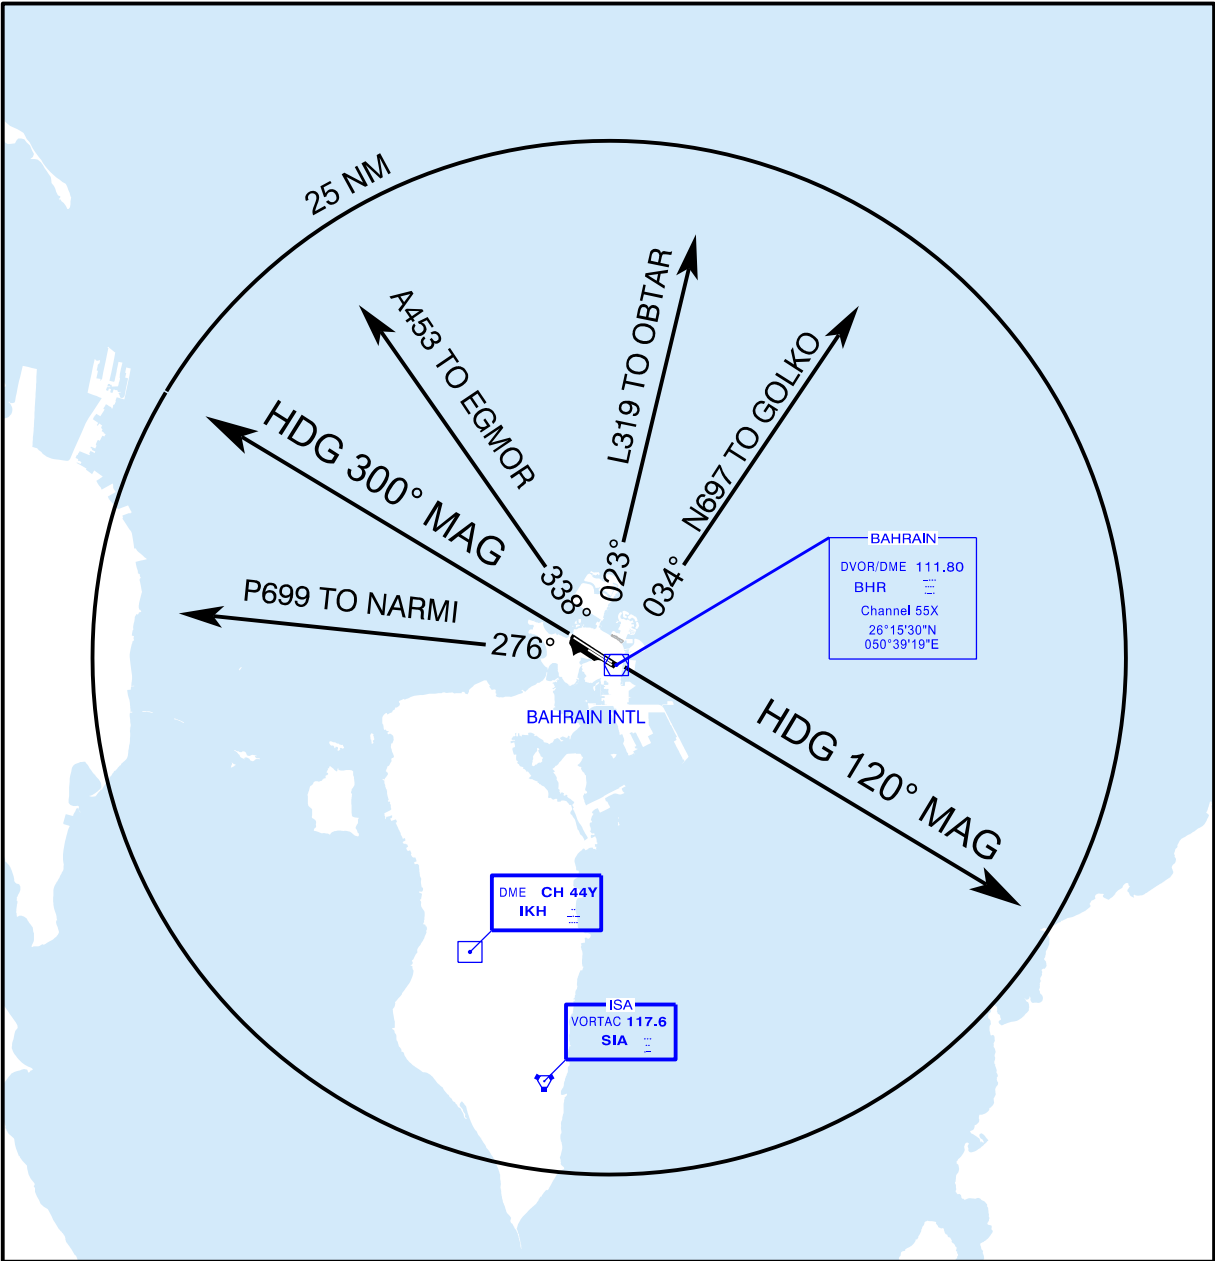 25 NM
A453 TO EGMOR
L319 TO OBTAR
N697 TO GOLKO
HDG 300° MAG
P699 TO NARMI
338°
023°
034°
276°
BAHRAIN
DVOR/DME 111.80
BHR
Channel 55X
26°15'30"N
050°39'19"E
BAHRAIN INTL
HDG 120° MAG
DME CH 44Y
IKH
ISA
VORTAC 117.6
SIA